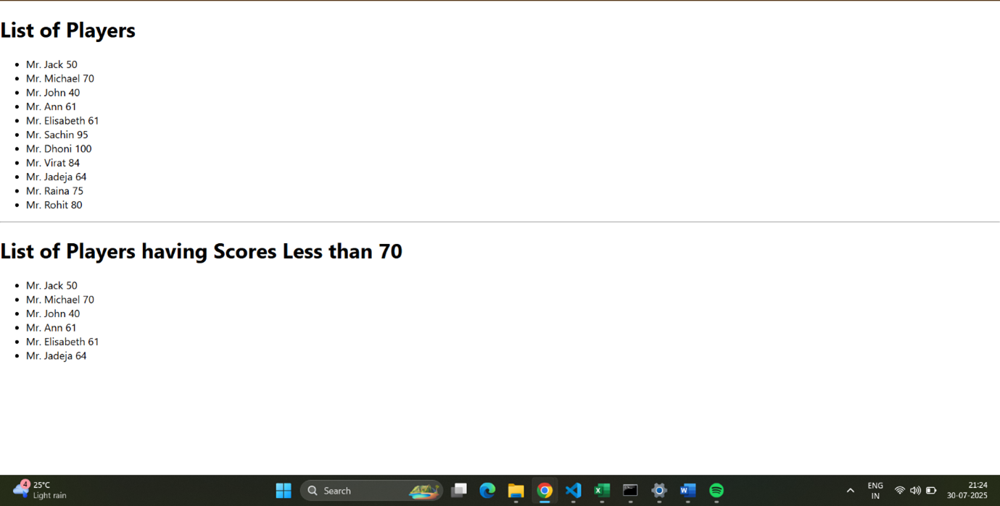 List of Players
Mr. Jack 50
Mr. Michael 70
Mr. John 40
Mr. Ann 61
Mr. Elisabeth 61
Mr. Sachin 95
Mr. Dhoni 100
Mr. Virat 84
Mr. Jadeja 64
Mr. Raina 75
Mr. Rohit 80
List of Players having Scores Less than 70
Mr. Jack 50
Mr. Michael 70
Mr. John 40
Mr. Ann 61
Mr. Elisabeth 61
Mr. Jadeja 64
4
25°C
Light rain
Search
ENG
IN
21:24
30-07-2025